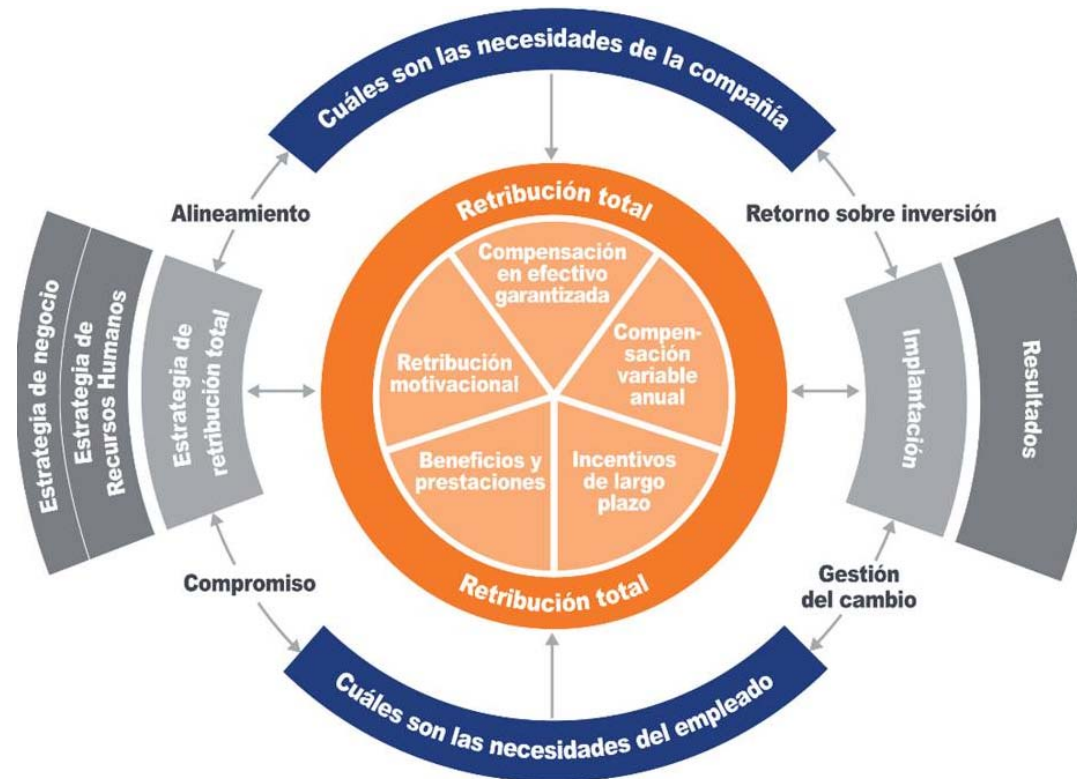 Cuáles son las necesidades de la compañía
Alineamiento
Retorno sobre inversión
Estrategia de negocio
Estrategia de
Recursos Humanos
Estrategia de
retribución total
Retribución total
Compensación
en efectivo
garantizada
Compen-
sación
variable
anual
Retribución
motivacional
Beneficios y
prestaciones
Incentivos
de largo
plazo
Retribución total
Implantación
Resultados
Compromiso
Gestión
del cambio
Cuáles son las necesidades del empleado